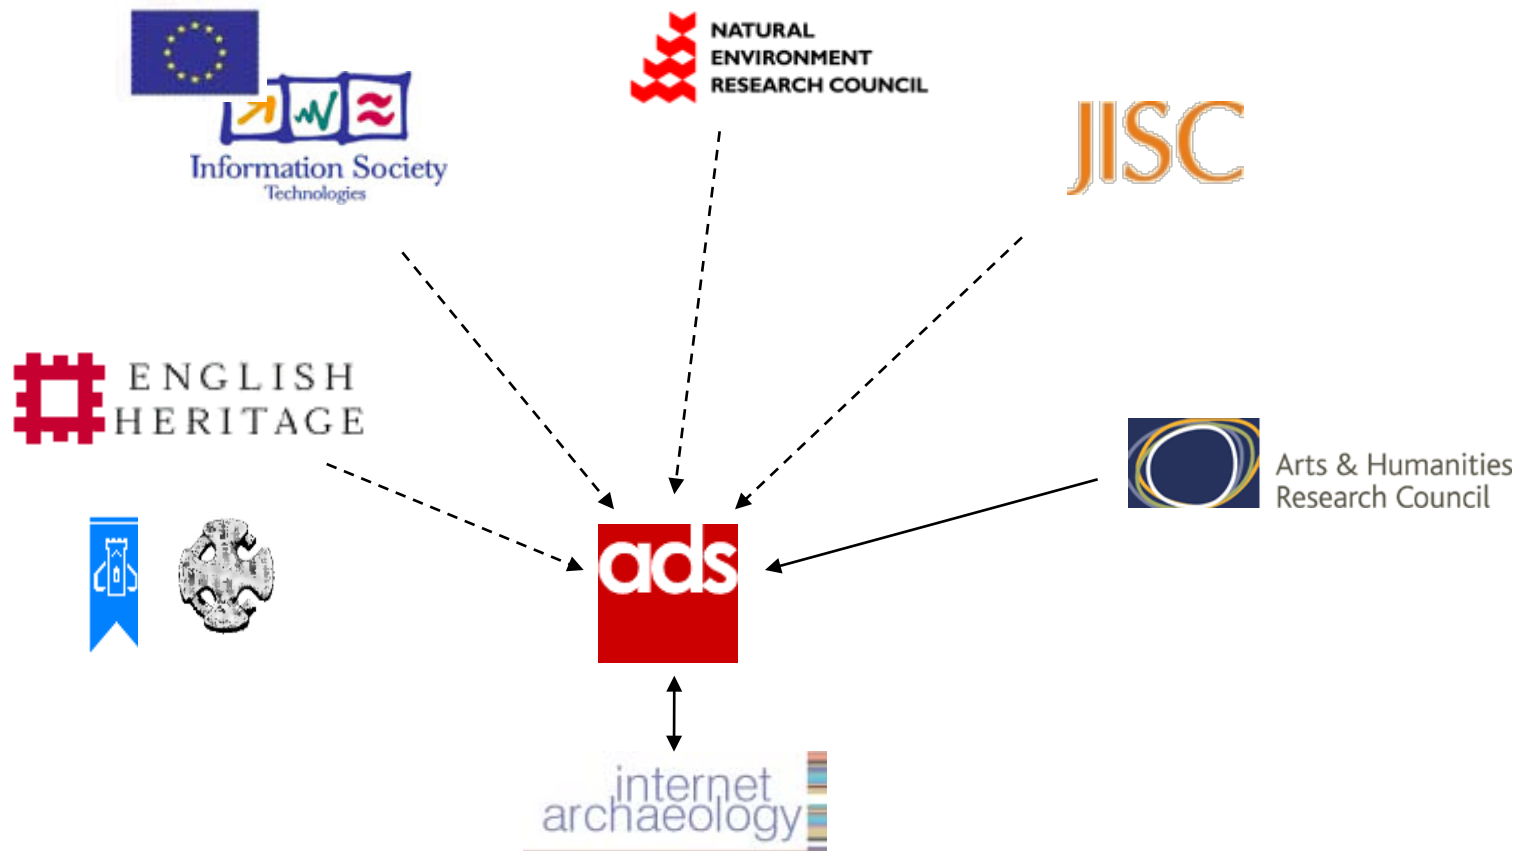 NATURAL
ENVIRONMENT
RESEARCH COUNCIL
JISC
Information Society
Technologies
ENGLISH
HERITAGE
Arts & Humanities
Research Council
ads
internet
archaeology